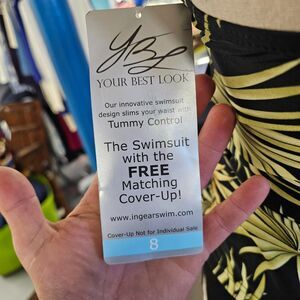 YBL
YOUR BEST LOOK
Our innovative swimsuit
design slims your waist with
Tummy Control
The Swimsuit
with the
FREE
Matching
Cover-Up!
www.ingearswim.com
Cover-Up Not for Individual Sale
8